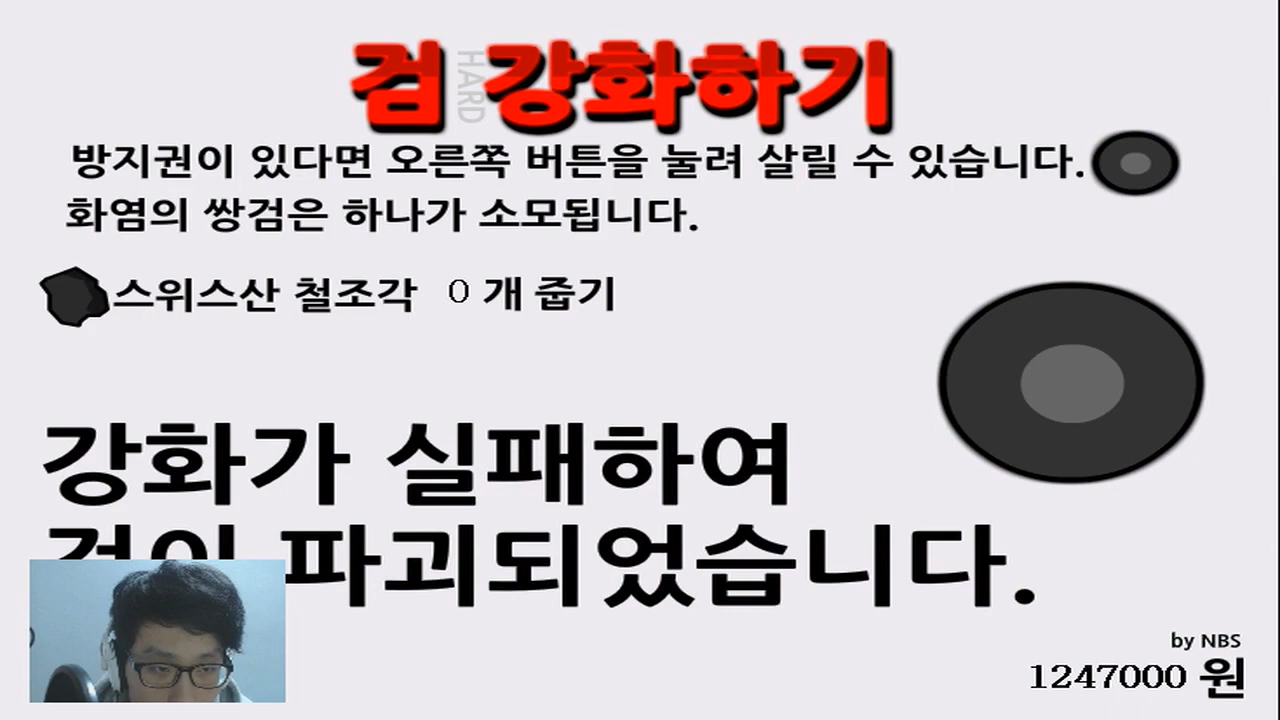 검 강화하기
HARD
방지권이 있다면 오른쪽 버튼을 눌려 살릴 수 있습니다.
화염의 쌍검은 하나가 소모됩니다.
스위스산 철조각 0 개 줍기
강화가 실패하여
파괴되었습니다.
by NBS
1247000 원